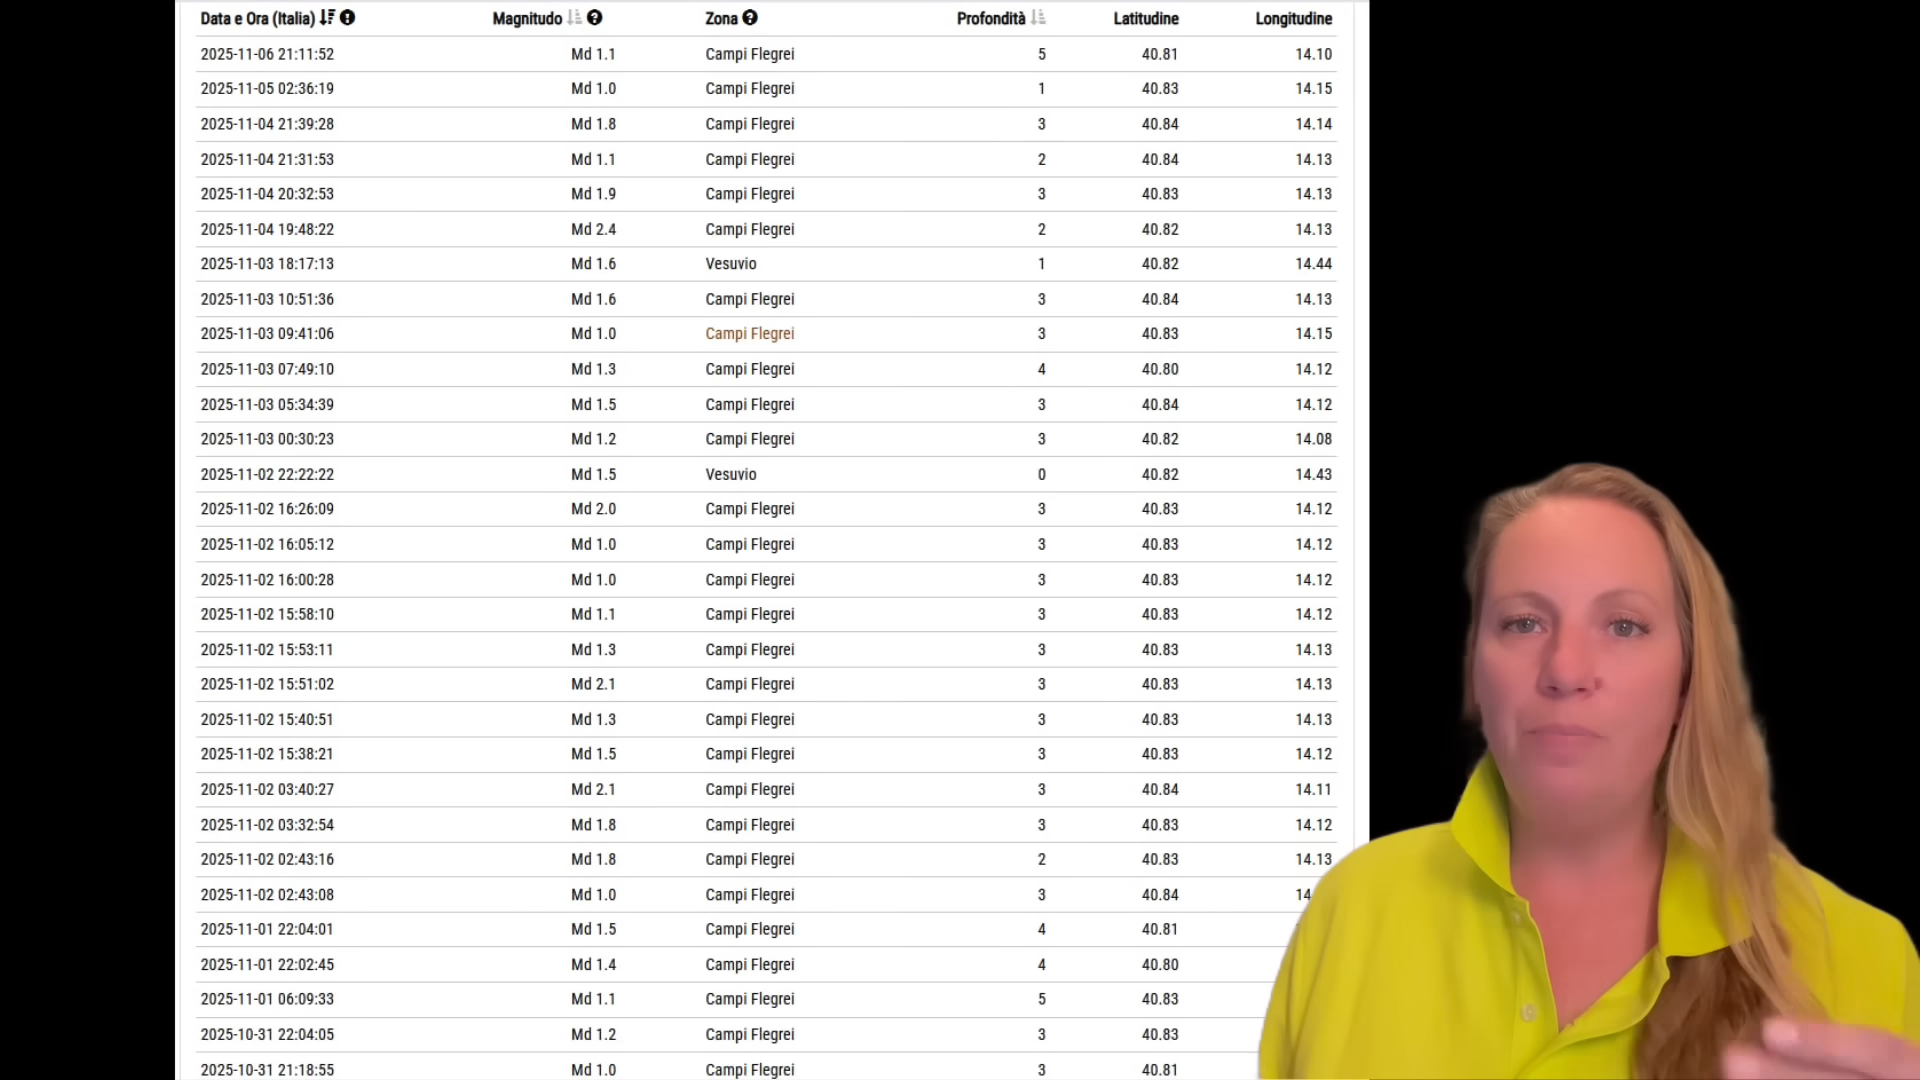 Data e Ora (Italia) Magnitudo Zona Profondità Latitudine Longitudine
2025-11-06 21:11:52 Md 1.1 Campi Flegrei 5 40.81 14.10
2025-11-05 02:36:19 Md 1.0 Campi Flegrei 1 40.83 14.15
2025-11-04 21:39:28 Md 1.8 Campi Flegrei 3 40.84 14.14
2025-11-04 21:31:53 Md 1.1 Campi Flegrei 2 40.84 14.13
2025-11-04 20:32:53 Md 1.9 Campi Flegrei 3 40.83 14.13
2025-11-04 19:48:22 Md 2.4 Campi Flegrei 2 40.82 14.13
2025-11-03 18:17:13 Md 1.6 Vesuvio 1 40.82 14.44
2025-11-03 10:51:36 Md 1.6 Campi Flegrei 3 40.84 14.13
2025-11-03 09:41:06 Md 1.0 Campi Flegrei 3 40.83 14.15
2025-11-03 07:49:10 Md 1.3 Campi Flegrei 4 40.80 14.12
2025-11-03 05:34:39 Md 1.5 Campi Flegrei 3 40.84 14.12
2025-11-03 00:30:23 Md 1.2 Campi Flegrei 3 40.82 14.08
2025-11-02 22:22:22 Md 1.5 Vesuvio 0 40.82 14.43
2025-11-02 16:26:09 Md 2.0 Campi Flegrei 3 40.83 14.12
2025-11-02 16:05:12 Md 1.0 Campi Flegrei 3 40.83 14.12
2025-11-02 16:00:28 Md 1.0 Campi Flegrei 3 40.83 14.12
2025-11-02 15:58:10 Md 1.1 Campi Flegrei 3 40.83 14.12
2025-11-02 15:53:11 Md 1.3 Campi Flegrei 3 40.83 14.13
2025-11-02 15:51:02 Md 2.1 Campi Flegrei 3 40.83 14.13
2025-11-02 15:40:51 Md 1.3 Campi Flegrei 3 40.83 14.13
2025-11-02 15:38:21 Md 1.5 Campi Flegrei 3 40.83 14.12
2025-11-02 03:40:27 Md 2.1 Campi Flegrei 3 40.84 14.11
2025-11-02 03:32:54 Md 1.8 Campi Flegrei 3 40.83 14.12
2025-11-02 02:43:16 Md 1.8 Campi Flegrei 2 40.83 14.13
2025-11-02 02:43:08 Md 1.0 Campi Flegrei 3 40.84
2025-11-01 22:04:01 Md 1.5 Campi Flegrei 4 40.81
2025-11-01 22:02:45 Md 1.4 Campi Flegrei 4 40.80
2025-11-01 06:09:33 Md 1.1 Campi Flegrei 5 40.83
2025-10-31 22:04:05 Md 1.2 Campi Flegrei 3 40.83
2025-10-31 21:18:55 Md 1.0 Campi Flegrei 3 40.81